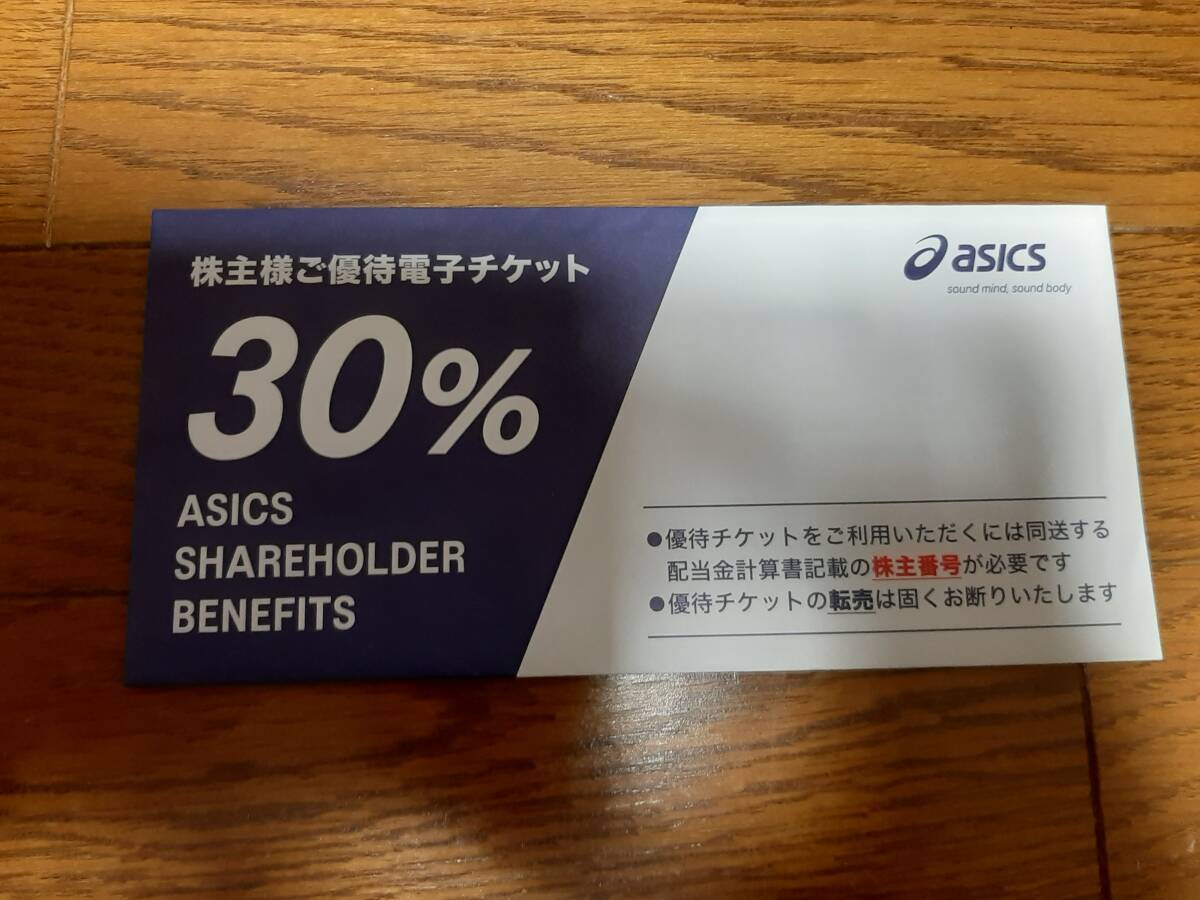 株主様ご優待電子チケット
30%
ASICS
SHAREHOLDER
BENEFITS
asics
sound mind, sound body
●優待チケットをご利用いただくには同送する
配当金計算書記載の株主番号が必要です
●優待チケットの転売は固くお断りいたします